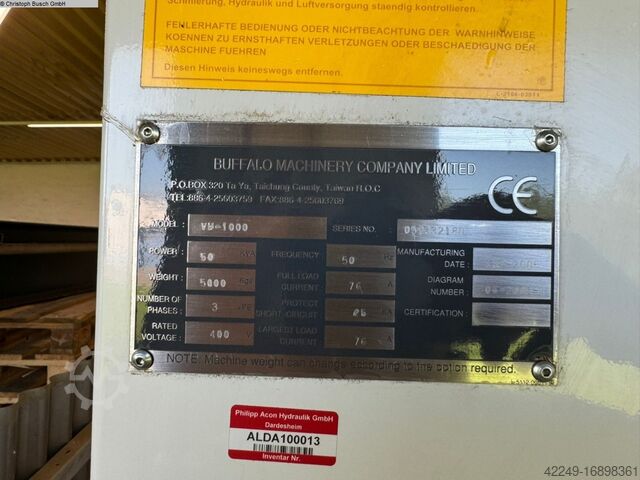 © Christoph Busch GmbH
Schmierung, Hydraulik und Luftversorgung staendig kontrollieren.
FEHLERHAFTE BEDIENUNG ODER NICHTBEACHTUNG DER WARNHINWEISE
KOENNEN ZU ERNSTHAFTEN VERLETZUNGEN ODER BESCHAEDIGUNG DER
MASCHINE FUEHREN
Diesen Hinweis keineswegs entfernen.
BUFFALO MACHINERY COMPANY LIMITED
P.O.BOX 320 Ta Ya, Taichung County, Taiwan R.O.C
TEL:886-4-25603759 FAX:886-4-25603769
CE
MODEL : SERIES NO. :
POWER : 50 KVA FREQUENCY : 50 Hz MANUFACTURING DATE :
WEIGHT : 5000 Kgs FULL LOAD CURRENT : 76 A DIAGRAM NUMBER :
NUMBER OF PHASES : 3 PROTECT SHORT-CIRCUIT : KA CERTIFICATION :
RATED VOLTAGE : 400 V LARGEST LOAD CURRENT : 76 A
NOTE: Machine weight can change according to the option required.
Philipp Acon Hydraulik GmbH
Dardesheim
ALDA100013
Inventar Nr.
42249-16898361